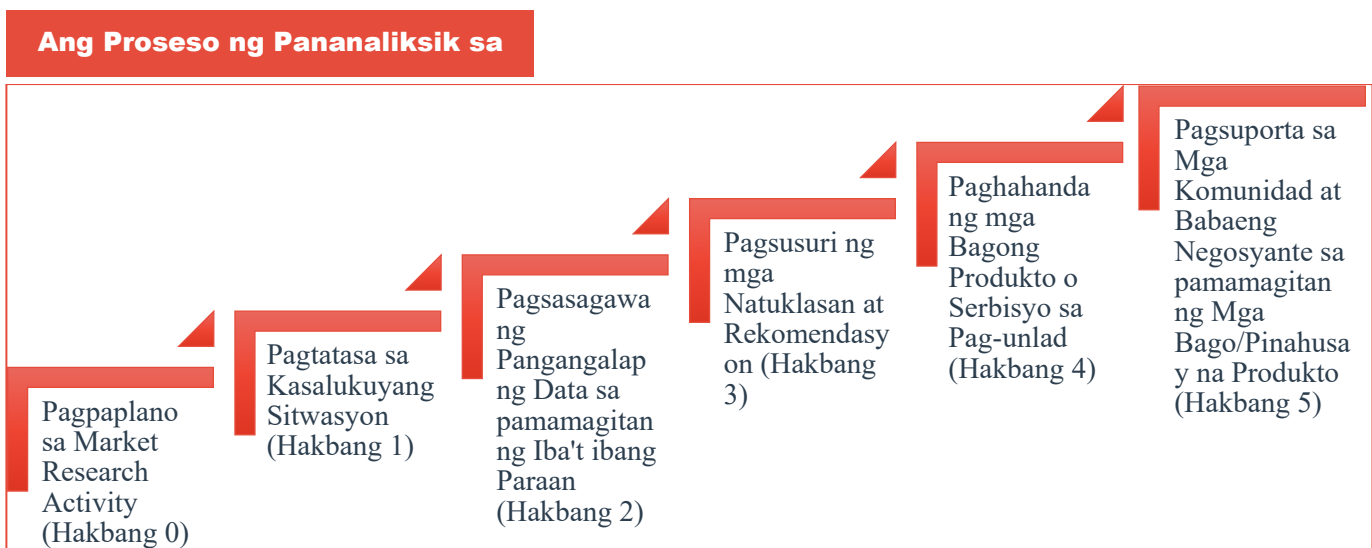 Ang Proseso ng Pananaliksik sa
Pagpaplano
sa Market
Research
Activity
(Hakbang 0)
Pagtatasa sa
Kasalukuyang
Sitwasyon
(Hakbang 1)
Pagsasagawa
ng
Pangangalap
ng Data sa
pamamagitan
ng Iba't ibang
Paraan
(Hakbang 2)
Pagsusuri ng
mga
Natuklasan at
Rekomendasy
on (Hakbang
3)
Paghahanda
ng mga
Bagong
Produkto o
Serbisyo sa
Pag-unlad
(Hakbang 4)
Pagsuporta sa
Mga
Komunidad at
Babaeng
Negosyante sa
pamamagitan
ng Mga
Bago/Pinahusa
y na Produkto
(Hakbang 5)